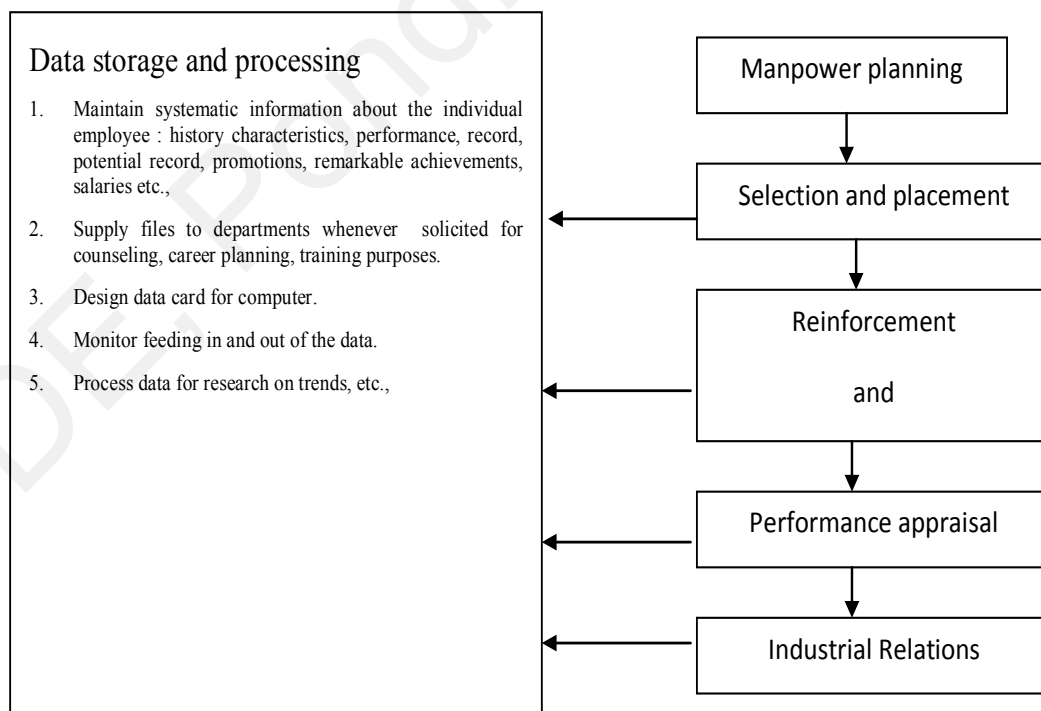 Data storage and processing
1. Maintain systematic information about the individual
employee : history characteristics, performance, record,
potential record, promotions, remarkable achievements,
salaries etc.,
2. Supply files to departments whenever solicited for
counseling, career planning, training purposes.
3. Design data card for computer.
4. Monitor feeding in and out of the data.
5. Process data for research on trends, etc.,
Manpower planning
Selection and placement
Reinforcement
and
Performance appraisal
Industrial Relations
DE, Pond